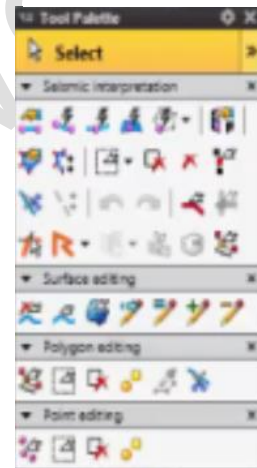 Tool Palette
Select
Seismic interpretation
Surface editing
Polygon editing
Point editing